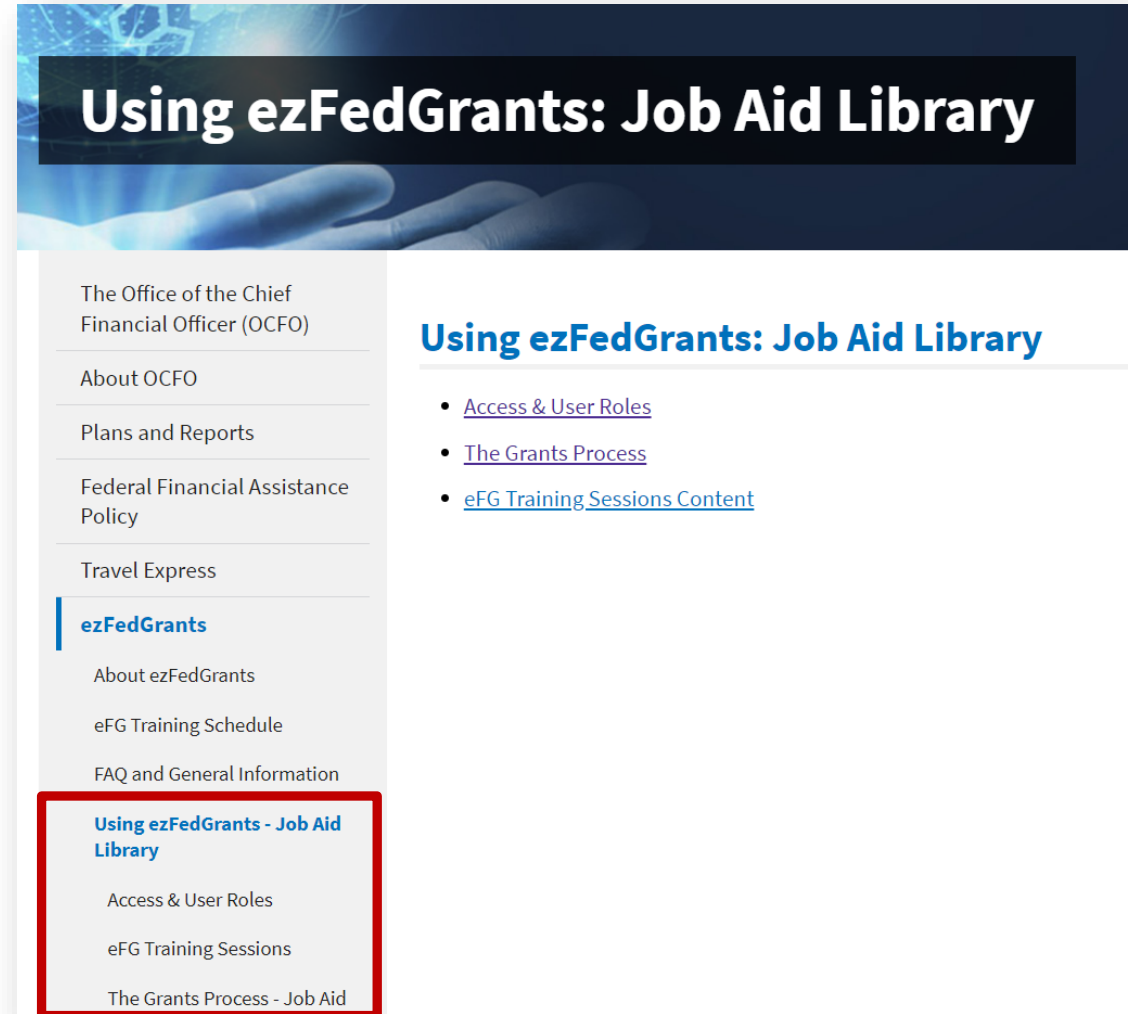 Using ezFedGrants: Job Aid Library
The Office of the Chief
Financial Officer (OCFO)
About OCFO
Plans and Reports
Federal Financial Assistance
Policy
Travel Express
ezFedGrants
About ezFedGrants
eFG Training Schedule
FAQ and General Information
Using ezFedGrants - Job Aid
Library
Access & User Roles
eFG Training Sessions
The Grants Process - Job Aid
Using ezFedGrants: Job Aid Library
Access & User Roles
The Grants Process
eFG Training Sessions Content